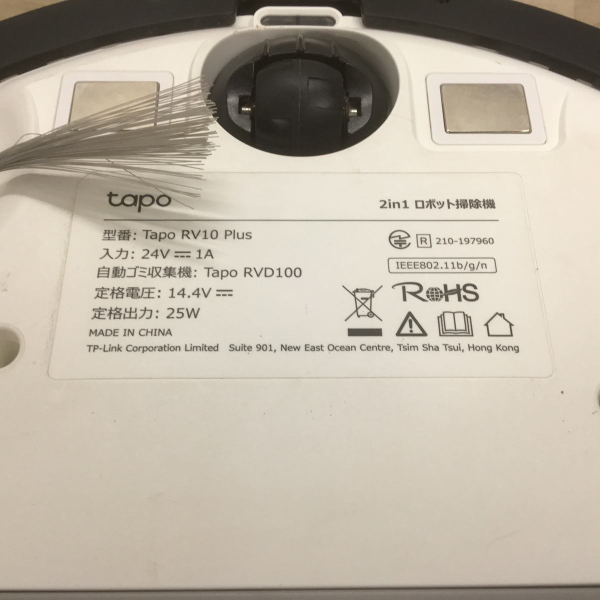 tapo
2in1 ロボット掃除機
型番: Tapo RV10 Plus
入力: 24V 1A
自動ゴミ収集機: Tapo RVD100
定格電圧: 14.4V
定格出力: 25W
R 210-197960
IEEE802.11b/g/n
RoHS
MADE IN CHINA
TP-Link Corporation Limited Suite 901, New East Ocean Centre, Tsim Sha Tsui, Hong Kong